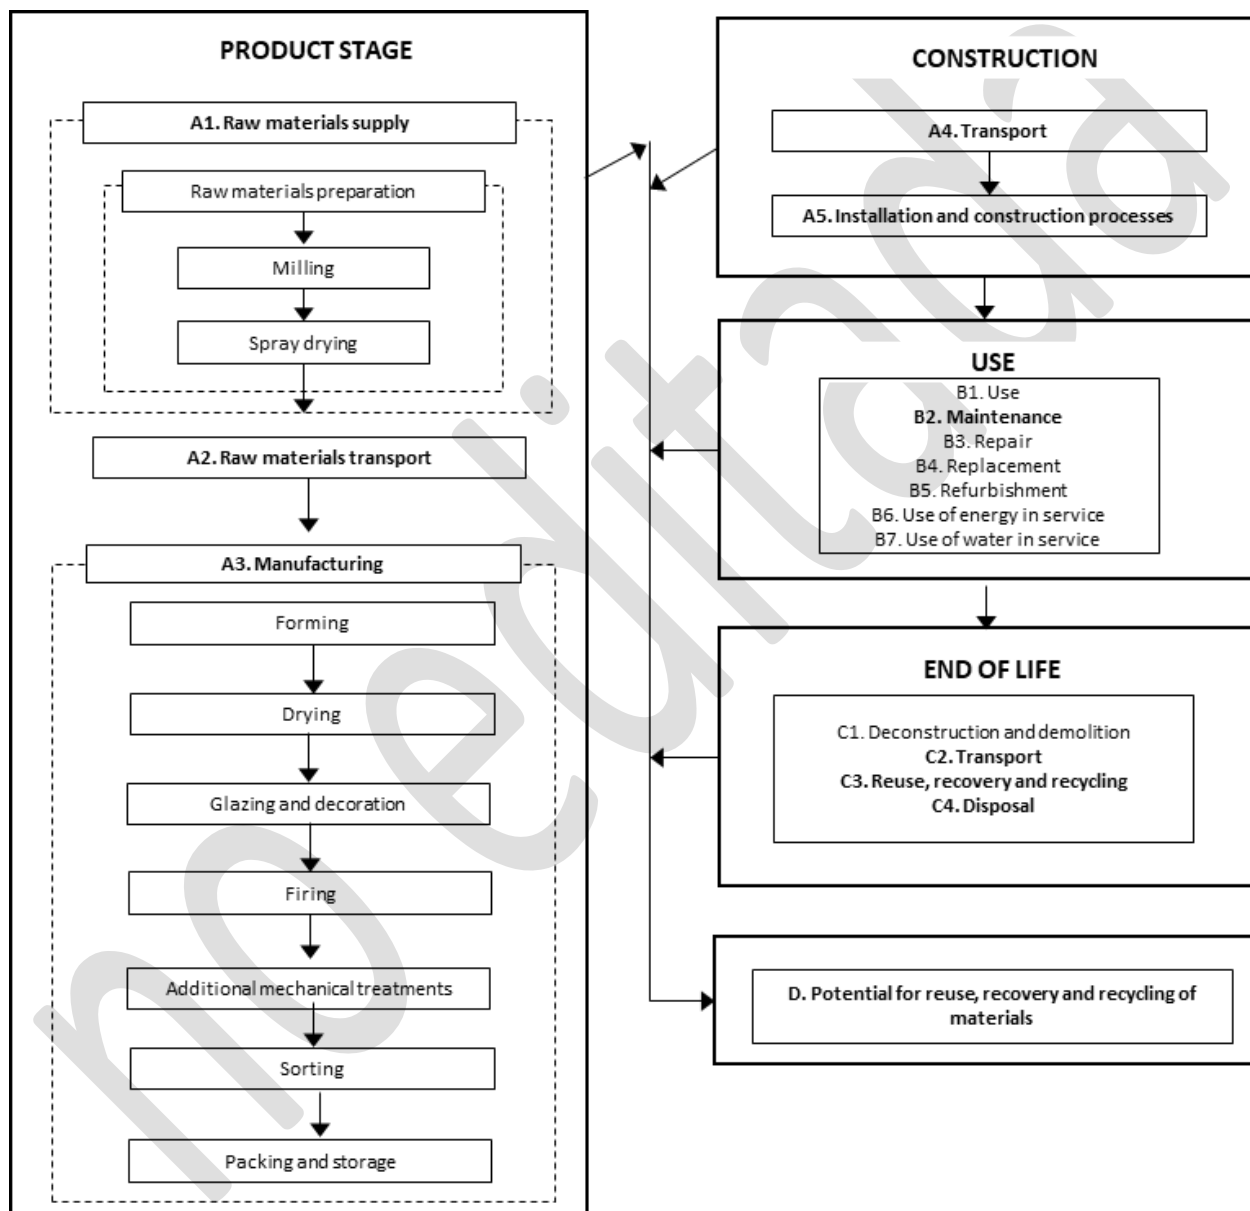 PRODUCT STAGE
A1. Raw materials supply
Raw materials preparation
Milling
Spray drying
A2. Raw materials transport
A3. Manufacturing
Forming
Drying
Glazing and decoration
Firing
Additional mechanical treatments
Sorting
Packing and storage
CONSTRUCTION
A4. Transport
A5. Installation and construction processes
USE
B1. Use
B2. Maintenance
B3. Repair
B4. Replacement
B5. Refurbishment
B6. Use of energy in service
B7. Use of water in service
END OF LIFE
C1. Deconstruction and demolition
C2. Transport
C3. Reuse, recovery and recycling
C4. Disposal
D. Potential for reuse, recovery and recycling of
materials
no editada